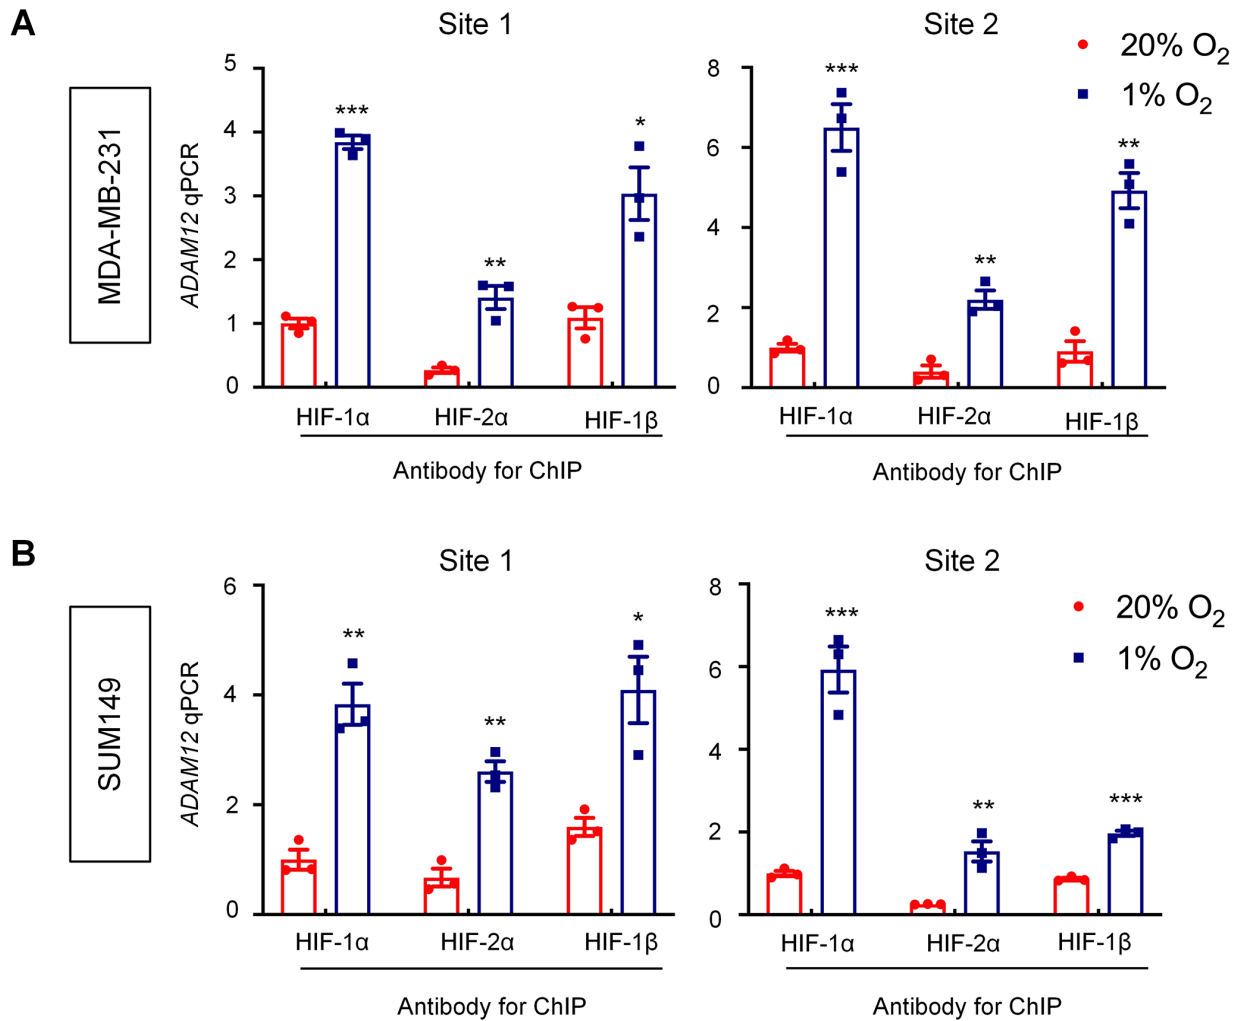 A
Site 1
Site 2
20% O2
1% O2
MDA-MB-231
ADAM12 qPCR
5
4
3
2
1
0
***
**
*
8
6
4
2
0
***
**
**
HIF-1α
HIF-2α
HIF-1β
Antibody for ChIP
HIF-1α
HIF-2α
HIF-1β
Antibody for ChIP
B
Site 1
Site 2
20% O2
1% O2
SUM149
ADAM12 qPCR
6
4
2
0
**
**
*
8
6
4
2
0
***
**
***
HIF-1α
HIF-2α
HIF-1β
Antibody for ChIP
HIF-1α
HIF-2α
HIF-1β
Antibody for ChIP